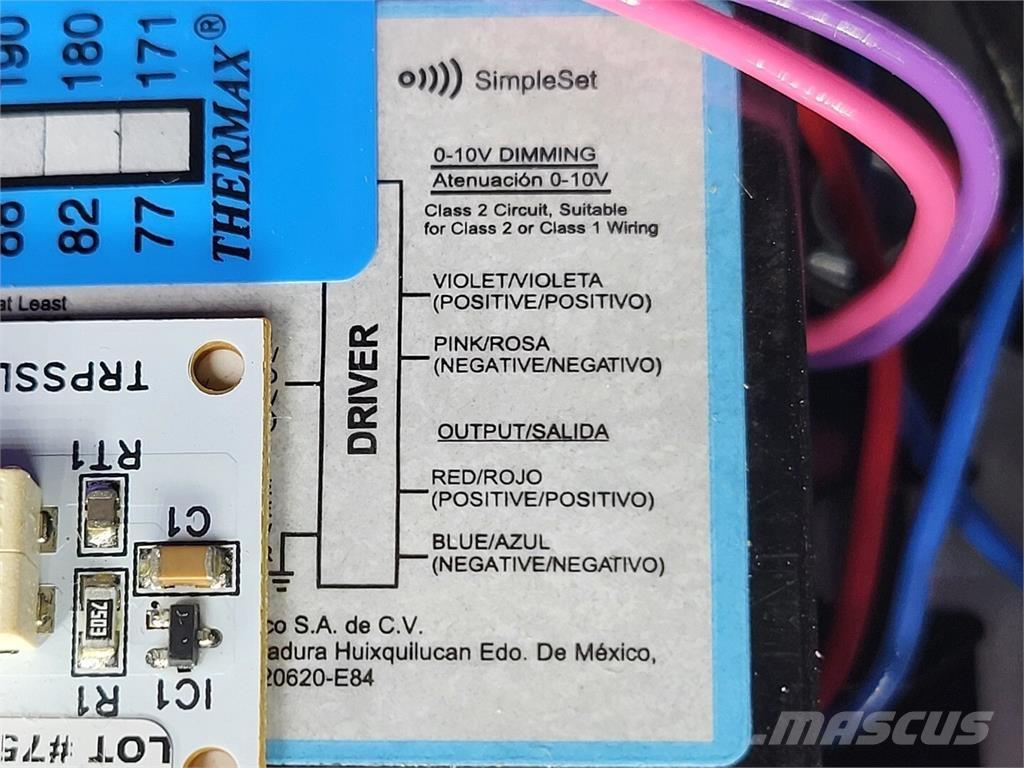 190 180 171
88 82 77
THERMAX®
SimpleSet
0-10V DIMMING
Atenuación 0-10V
Class 2 Circuit, Suitable
for Class 2 or Class 1 Wiring
VIOLET/VIOLETA
(POSITIVE/POSITIVO)
PINK/ROSA
(NEGATIVE/NEGATIVO)
DRIVER
OUTPUT/SALIDA
RED/ROJO
(POSITIVE/POSITIVO)
BLUE/AZUL
(NEGATIVE/NEGATIVO)
at Least
TRPSSL
RT1
C1
7503
R1
IC1
LOT #75
co S.A. de C.V.
adura Huixquilucan Edo. De México,
20620-E84
MASCUS